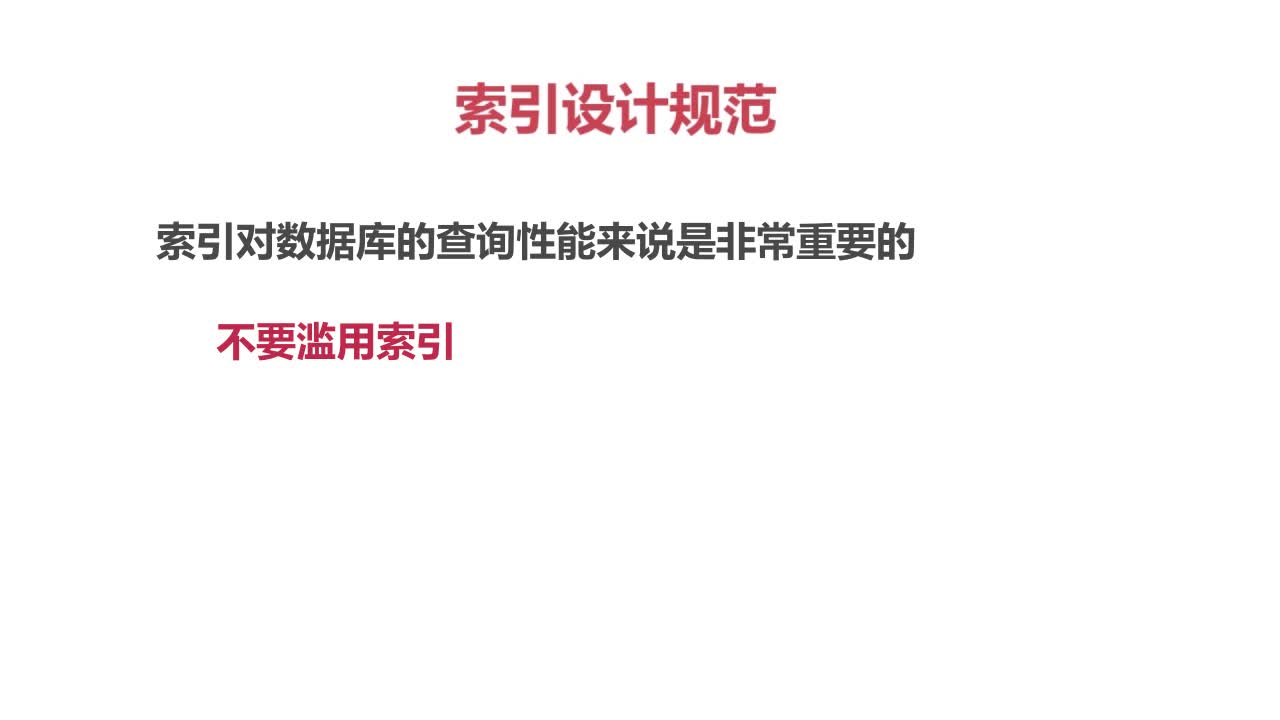 索引设计规范
索引对数据库的查询性能来说是非常重要的
不要滥用索引